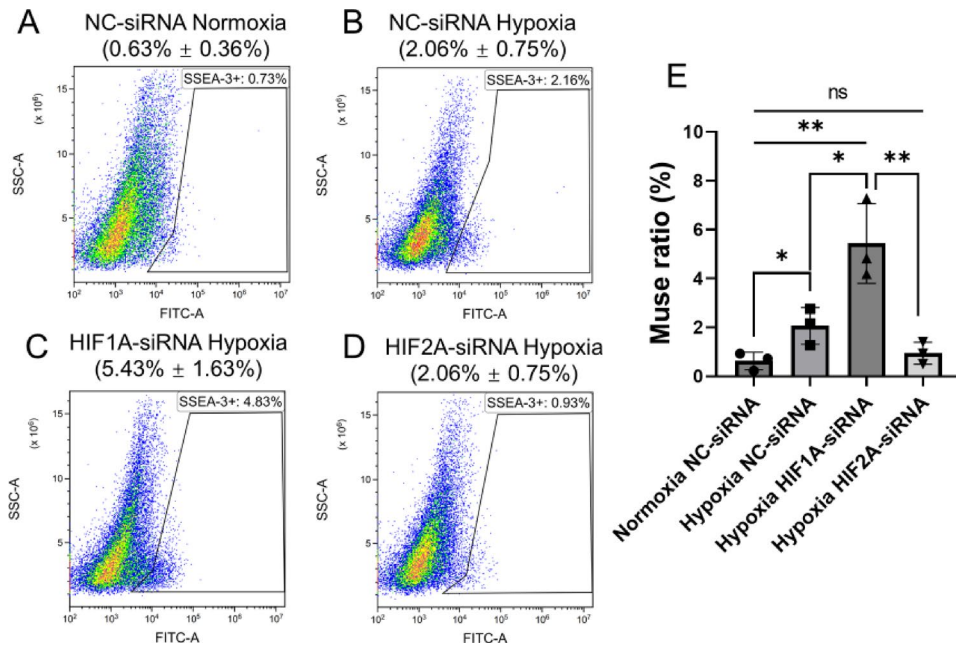 A
NC-siRNA Normoxia
(0.63% ± 0.36%)
SSEA-3+: 0.73%
(x 10⁶)
15
10
5
SSC-A
10² 10³ 10⁴ 10⁵ 10⁶ 10⁷
FITC-A
B
NC-siRNA Hypoxia
(2.06% ± 0.75%)
SSEA-3+: 2.16%
(x 10⁶)
15
10
5
SSC-A
10² 10³ 10⁴ 10⁵ 10⁶ 10⁷
FITC-A
C
HIF1A-siRNA Hypoxia
(5.43% ± 1.63%)
SSEA-3+: 4.83%
(x 10⁶)
15
10
5
SSC-A
10² 10³ 10⁴ 10⁵ 10⁶ 10⁷
FITC-A
D
HIF2A-siRNA Hypoxia
(2.06% ± 0.75%)
SSEA-3+: 0.93%
(x 10⁶)
15
10
5
SSC-A
10² 10³ 10⁴ 10⁵ 10⁶ 10⁷
FITC-A
E
ns
**
* **
*
Muse ratio (%)
10
8
6
4
2
0
Normoxia NC-siRNA
Hypoxia NC-siRNA
Hypoxia HIF1A-siRNA
Hypoxia HIF2A-siRNA